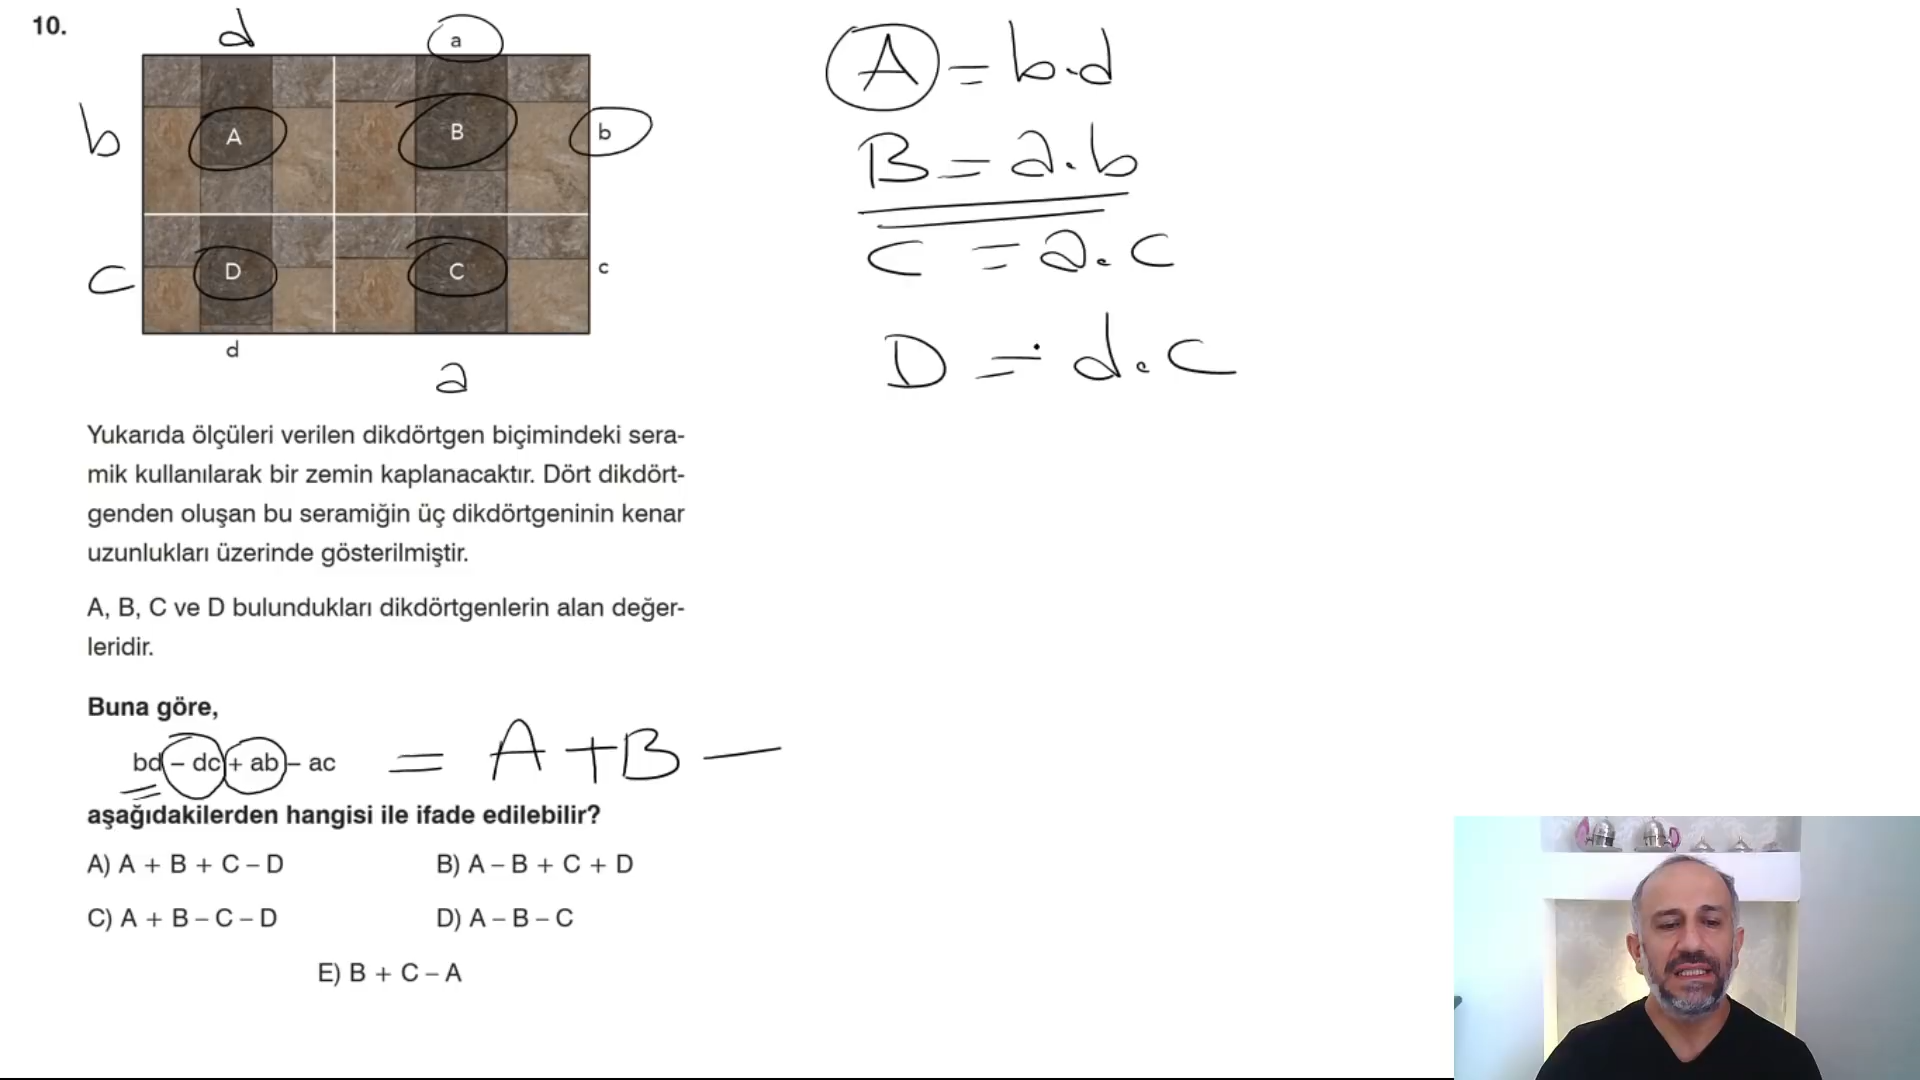 10.
d
a
b
A
B
b
c
D
C
c
d
a
Yukarıda ölçüleri verilen dikdörtgen biçimindeki sera-
mik kullanılarak bir zemin kaplanacaktır. Dört dikdört-
genden oluşan bu seramiğin üç dikdörtgeninin kenar
uzunlukları üzerinde gösterilmiştir.
A, B, C ve D bulundukları dikdörtgenlerin alan değer-
leridir.
Buna göre,
bd – dc + ab – ac = A + B –
aşağıdakilerden hangisi ile ifade edilebilir?
A) A + B + C – D B) A – B + C + D
C) A + B – C – D D) A – B – C
E) B + C – A
A = b.d
B = a.b
C = a.c
D = d.c